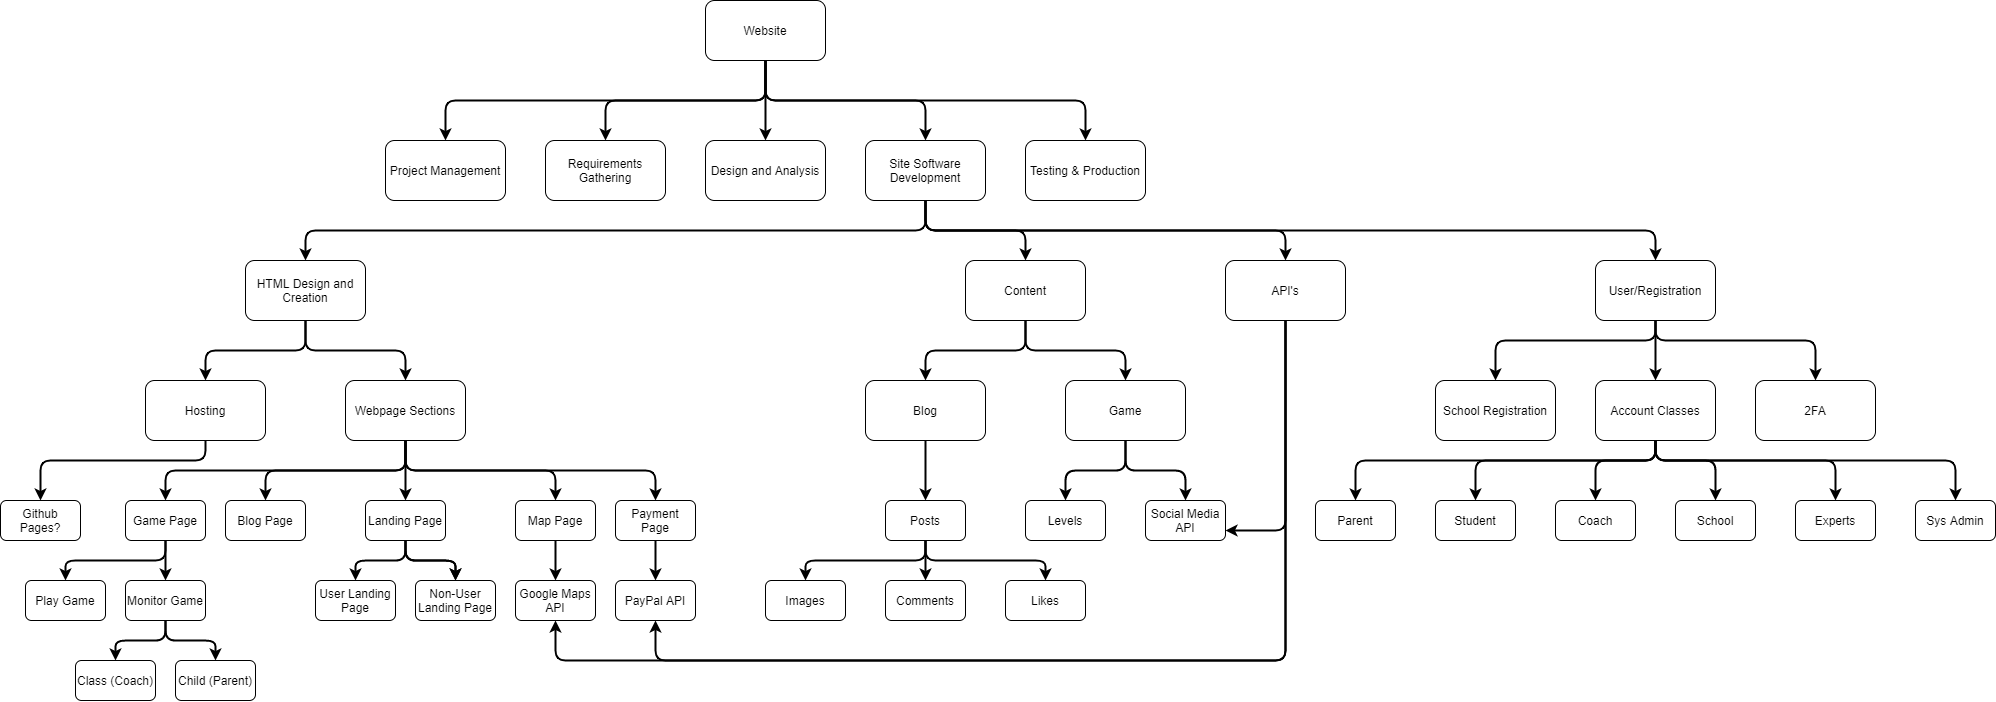 Website
Project Management
Requirements
Gathering
Design and Analysis
Site Software
Development
Testing & Production
HTML Design and
Creation
Content
API's
User/Registration
Hosting
Webpage Sections
Blog
Game
School Registration
Account Classes
2FA
Github
Pages?
Game Page
Blog Page
Landing Page
Map Page
Payment
Page
Posts
Levels
Social Media
API
Parent
Student
Coach
School
Experts
Sys Admin
Play Game
Monitor Game
User Landing
Page
Non-User
Landing Page
Google Maps
API
PayPal API
Images
Comments
Likes
Class (Coach)
Child (Parent)